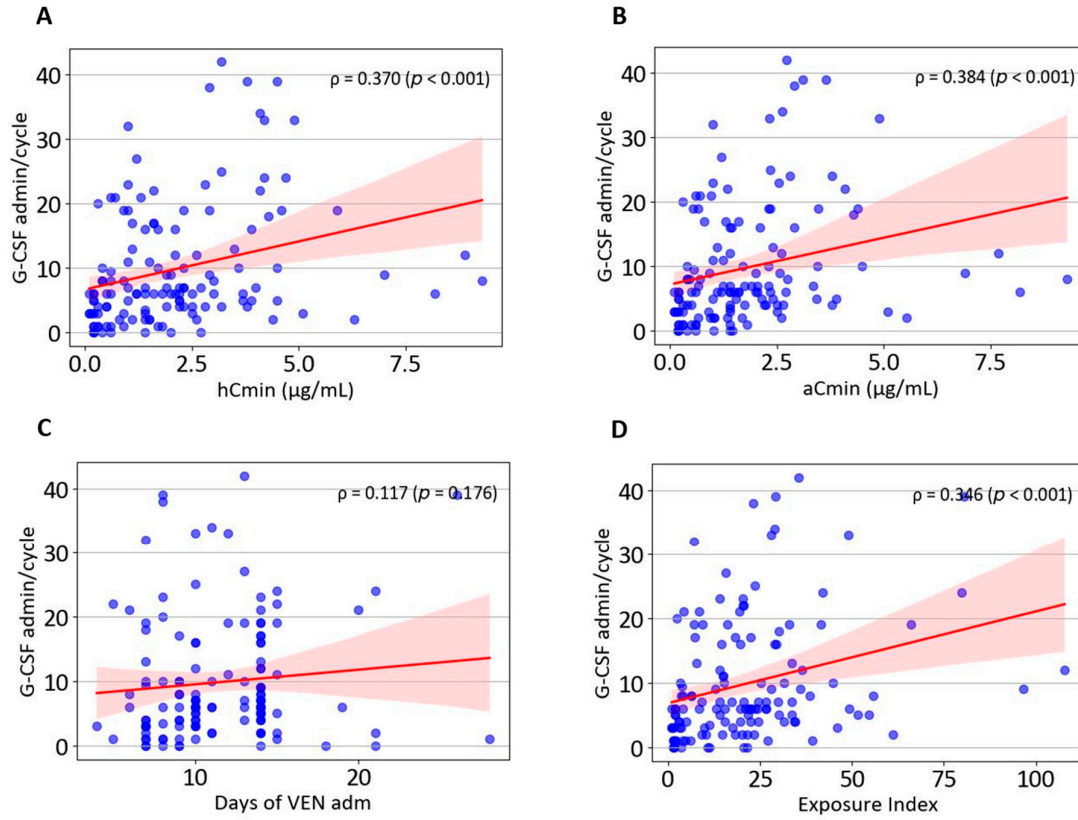 A
ρ = 0.370 (p < 0.001)
G-CSF admin/cycle
40
30
20
10
0
0.0 2.5 5.0 7.5
hCmin (µg/mL)
B
ρ = 0.384 (p < 0.001)
G-CSF admin/cycle
40
30
20
10
0
0.0 2.5 5.0 7.5
aCmin (µg/mL)
C
ρ = 0.117 (p = 0.176)
G-CSF admin/cycle
40
30
20
10
0
10 20
Days of VEN adm
D
ρ = 0.346 (p < 0.001)
G-CSF admin/cycle
40
30
20
10
0
0 25 50 75 100
Exposure Index